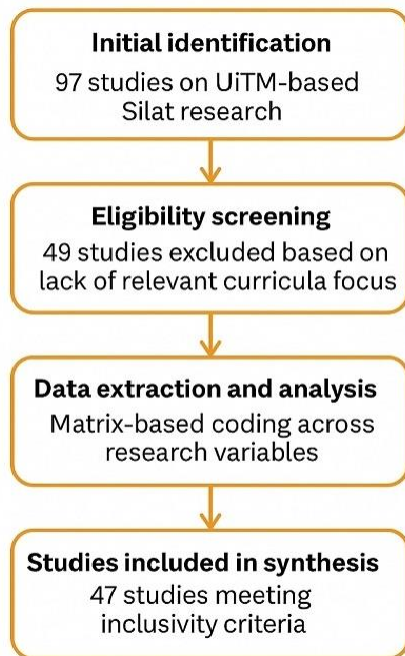 Initial identification
97 studies on UiTM-based
Silat research
Eligibility screening
49 studies excluded based on
lack of relevant curricula focus
Data extraction and analysis
Matrix-based coding across
research variables
Studies included in synthesis
47 studies meeting
inclusivity criteria